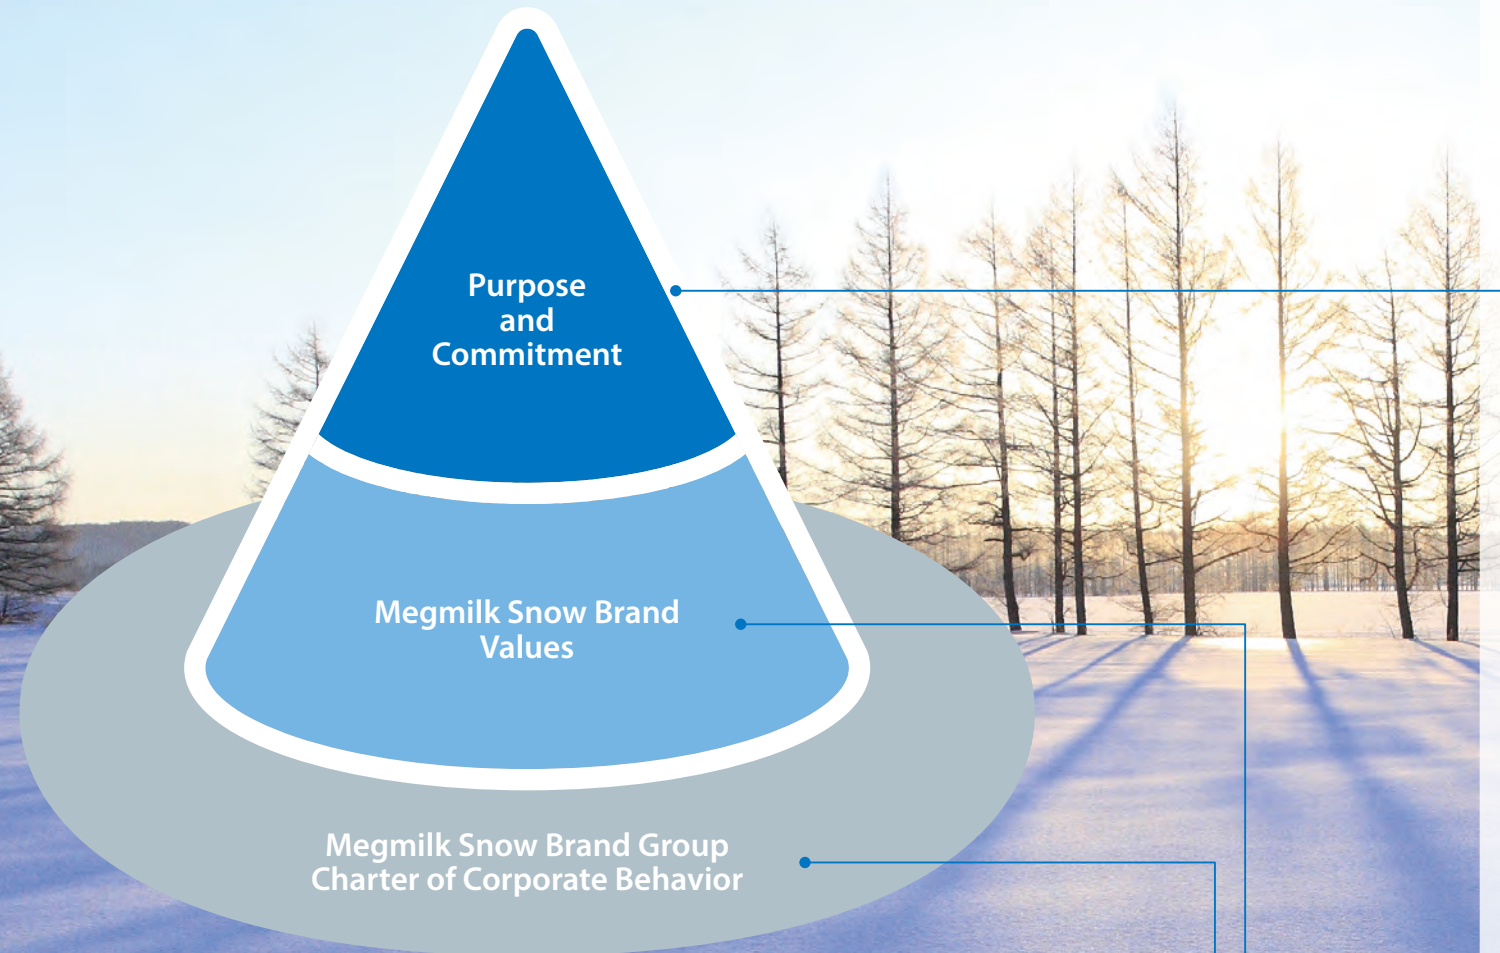 Purpose
and
Commitment
Megmilk Snow Brand
Values
Megmilk Snow Brand Group
Charter of Corporate Behavior